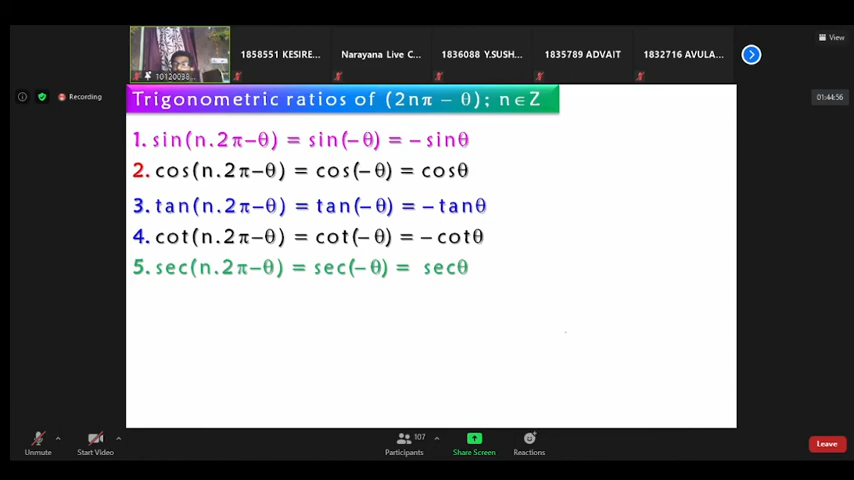 1858551 KESIRE... Narayana Live C... 1836088 Y.SUSH... 1835789 ADVAIT 1832716 AVULA...
View
Recording
01:44:56
Trigonometric ratios of (2nπ – θ); n∈Z
1. sin(n.2π–θ) = sin(–θ) = – sinθ
2. cos(n.2π–θ) = cos(–θ) = cosθ
3. tan(n.2π–θ) = tan(–θ) = – tanθ
4. cot(n.2π–θ) = cot(–θ) = – cotθ
5. sec(n.2π–θ) = sec(–θ) = secθ
107
Unmute Start Video Participants Share Screen Reactions Leave